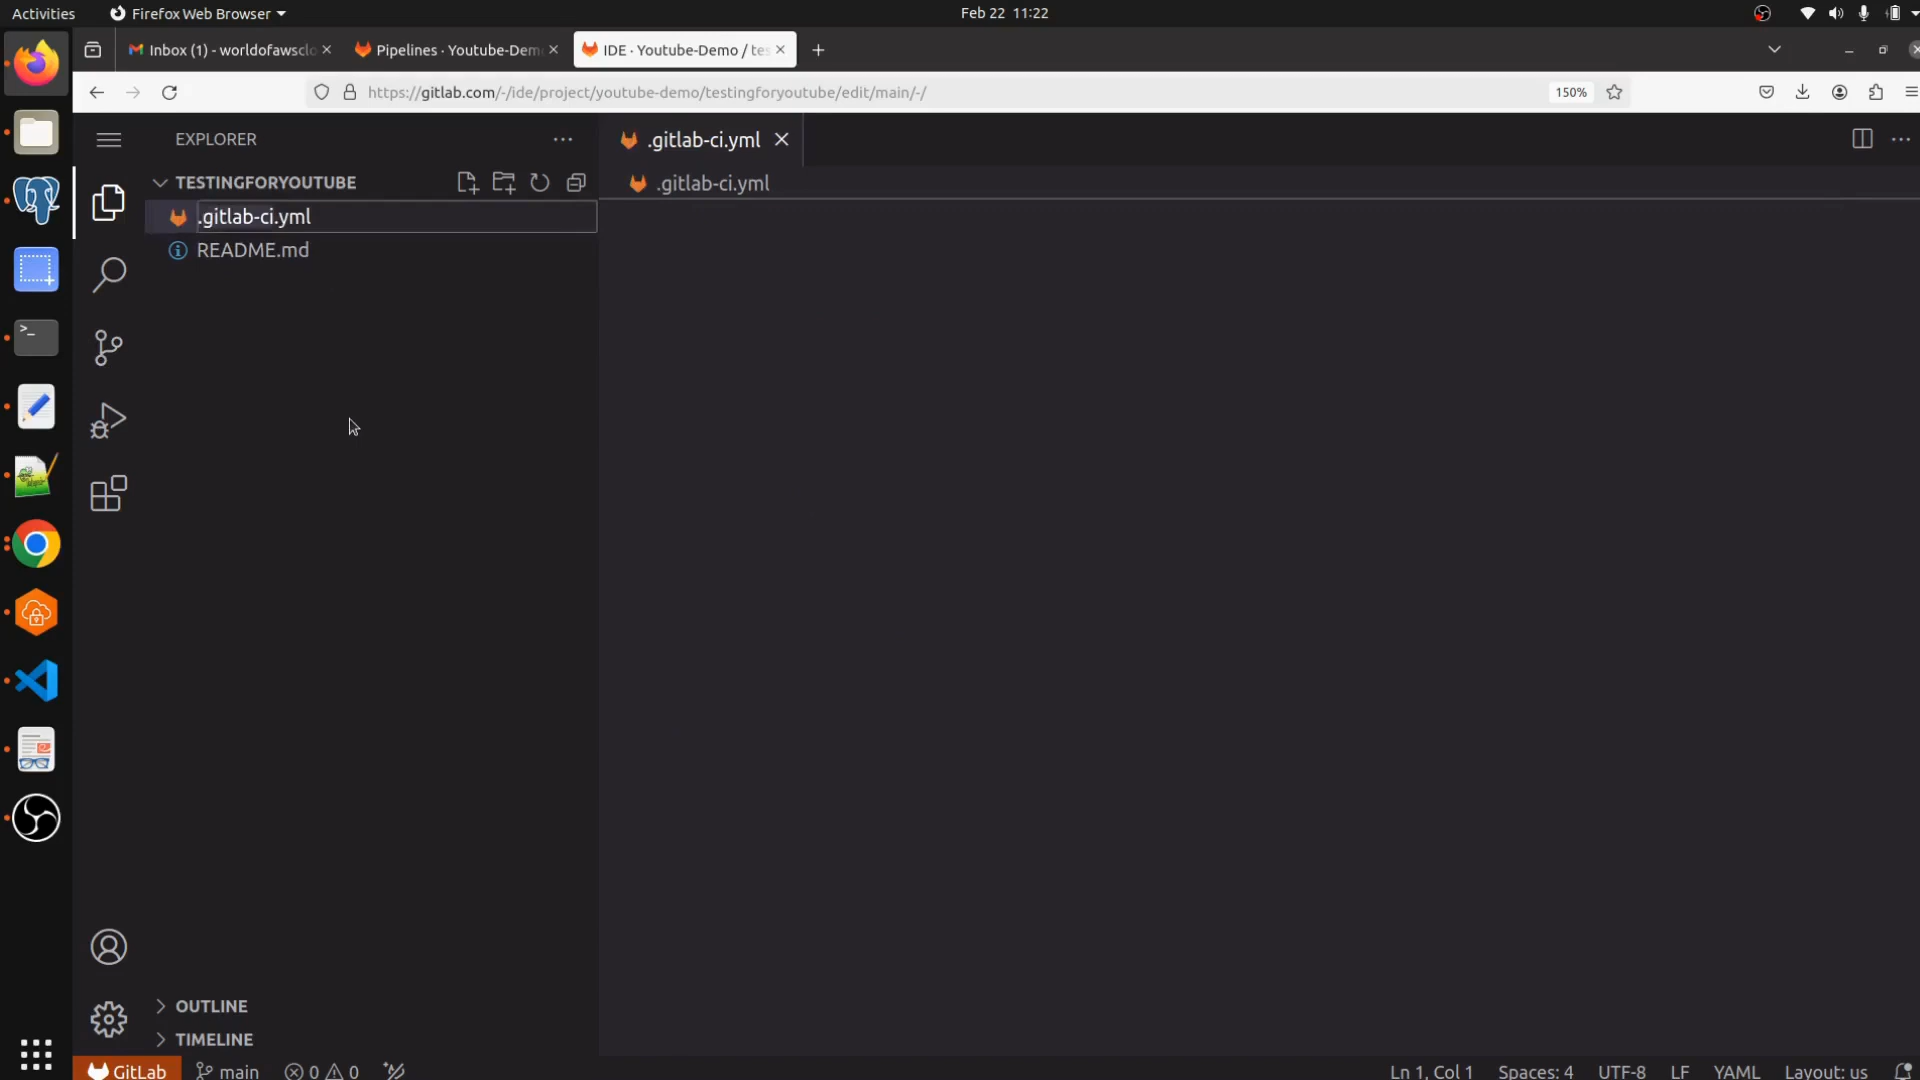 Activities
Firefox Web Browser
Feb 22 11:22
Inbox (1) - worldofawsclo
Pipelines · Youtube-Dem
IDE · Youtube-Demo / tes
https://gitlab.com/-/ide/project/youtube-demo/testingforyoutube/edit/main/-/
150%
EXPLORER
.gitlab-ci.yml
TESTINGFORYOUTUBE
.gitlab-ci.yml
.gitlab-ci.yml
README.md
OUTLINE
TIMELINE
GitLab
main
0
0
Ln 1, Col 1
Spaces: 4
UTF-8
LF
YAML
Layout: us